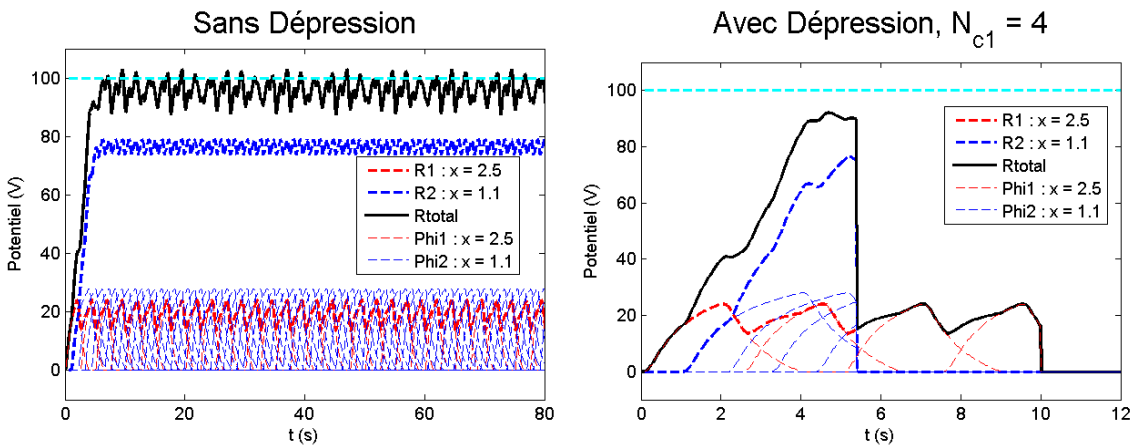 Sans Dépression
Potentiel (V)
100
80
60
40
20
0
R1 : x = 2.5
R2 : x = 1.1
Rtotal
Phi1 : x = 2.5
Phi2 : x = 1.1
0 20 40 60 80
t (s)
Avec Dépression, N_c1 = 4
Potentiel (V)
100
80
60
40
20
0
R1 : x = 2.5
R2 : x = 1.1
Rtotal
Phi1 : x = 2.5
Phi2 : x = 1.1
0 2 4 6 8 10 12
t (s)